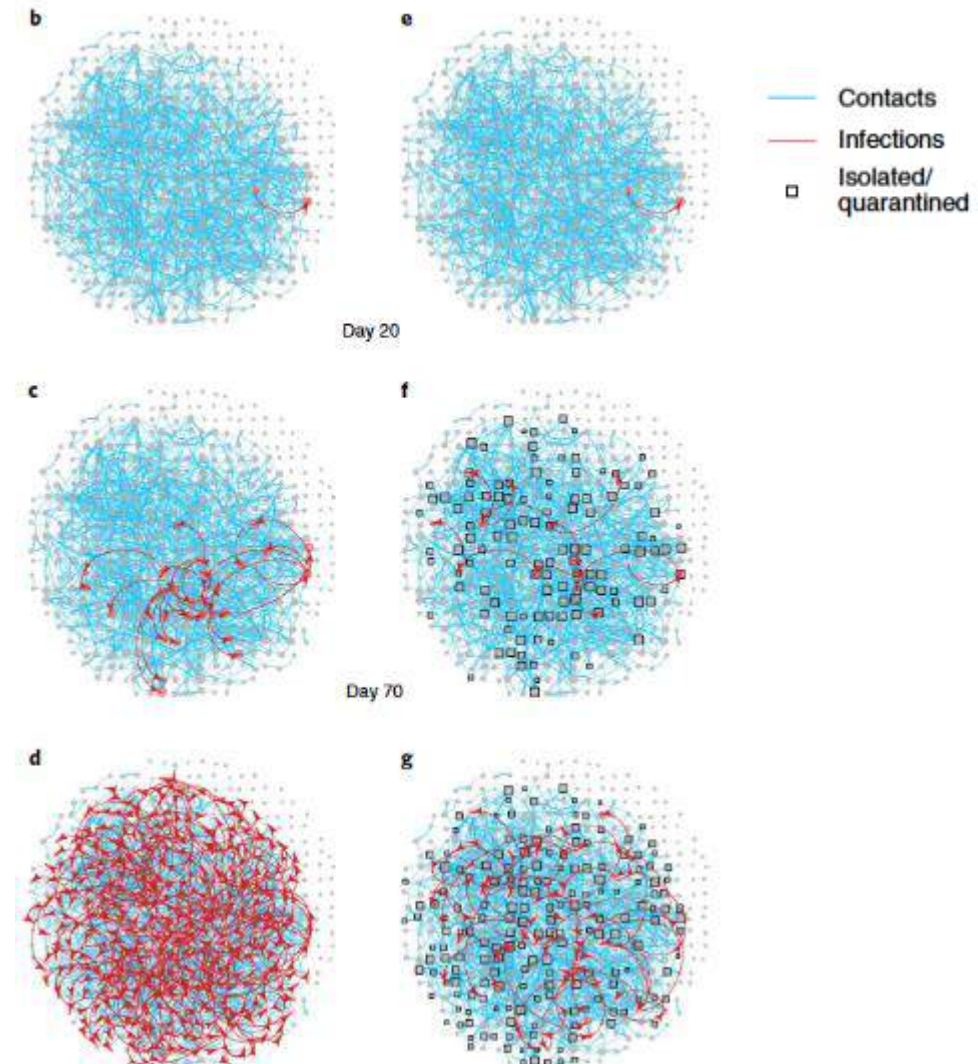 b
e
Contacts
Infections
Isolated/
quarantined
Day 20
c
f
Day 70
d
g